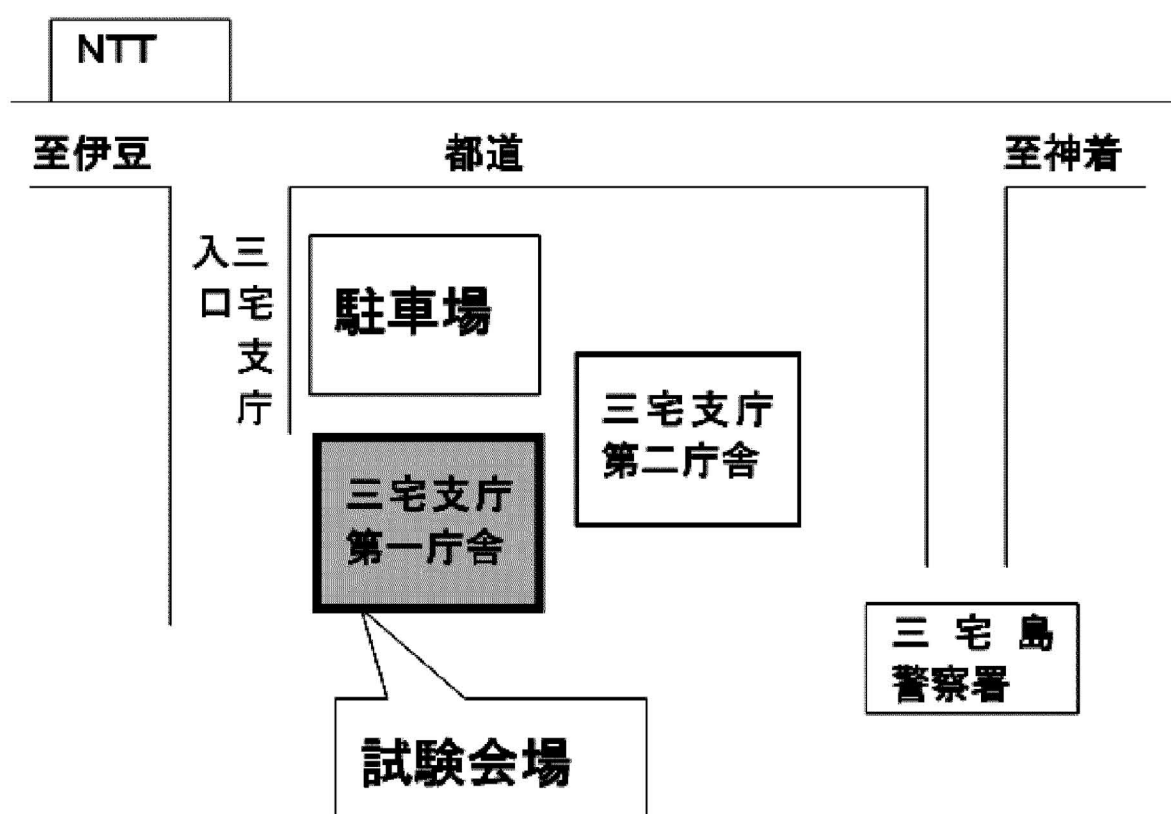 NTT
至伊豆
都道
至神着
三宅支庁
入口
駐車場
三宅支庁
第二庁舎
三宅支庁
第一庁舎
三宅島
警察署
試験会場